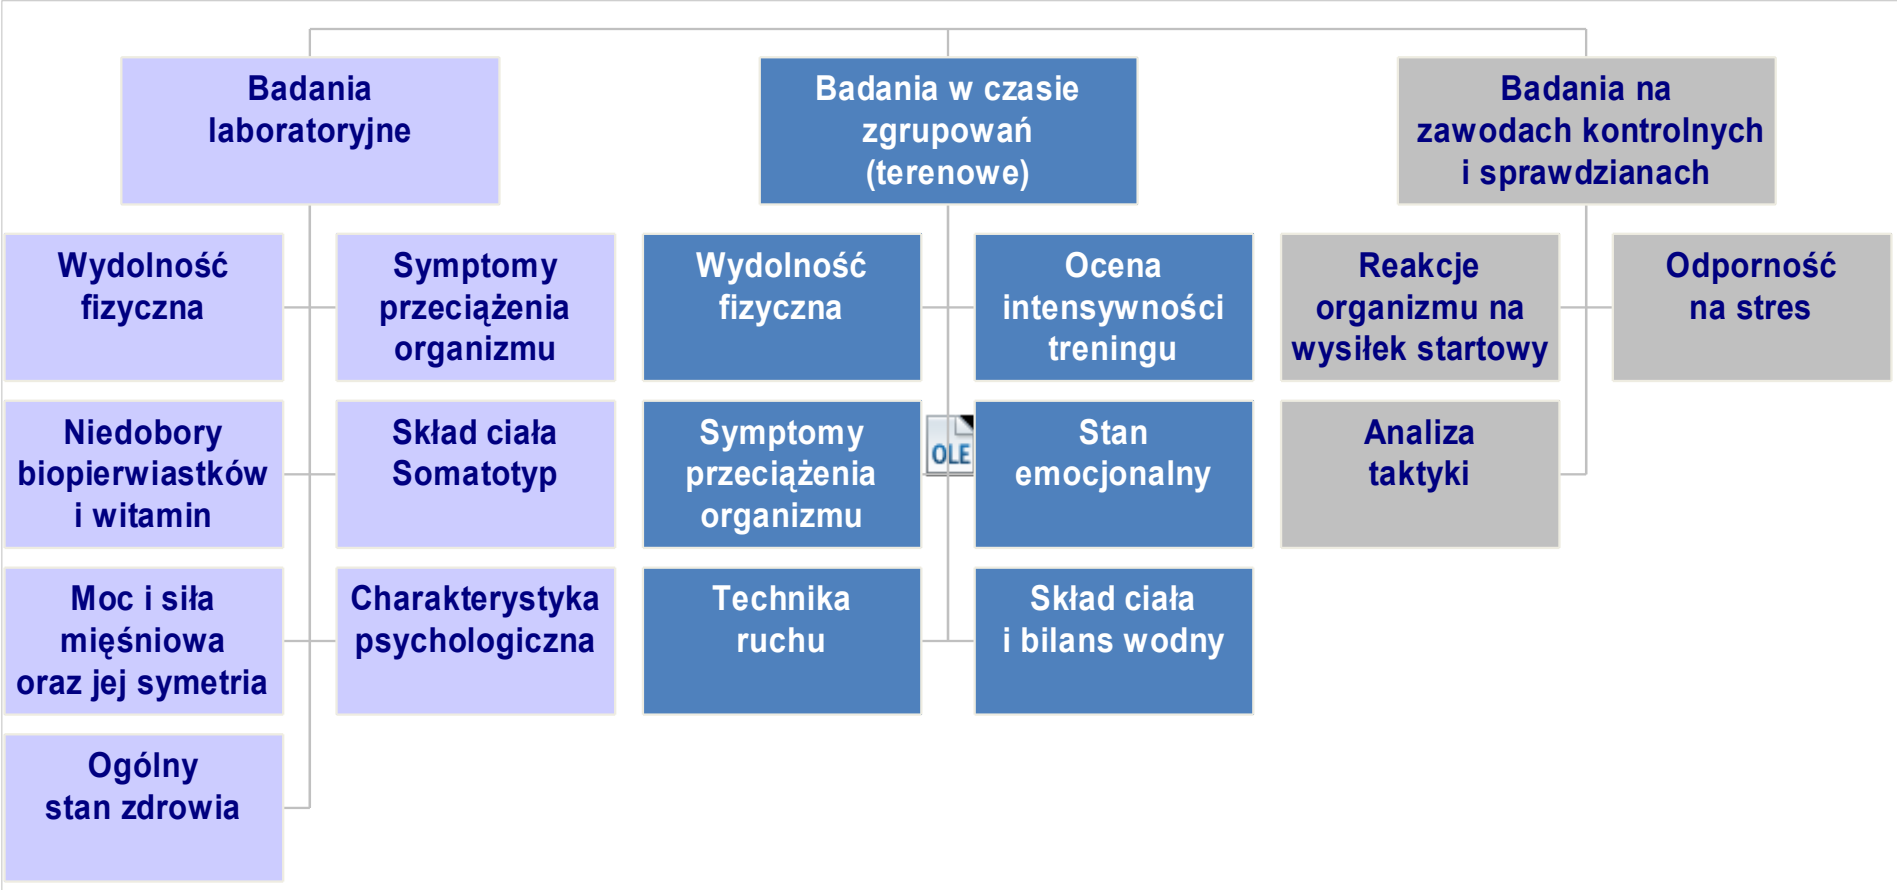 Badania
laboratoryjne
Badania w czasie
zgrupowań
(terenowe)
Badania na
zawodach kontrolnych
i sprawdzianach
Wydolność
fizyczna
Symptomy
przeciążenia
organizmu
Niedobory
biopierwiastków
i witamin
Skład ciała
Somatotyp
Moc i siła
mięśniowa
oraz jej symetria
Charakterystyka
psychologiczna
Ogólny
stan zdrowia
Wydolność
fizyczna
Ocena
intensywności
treningu
Symptomy
przeciążenia
organizmu
OLE
Stan
emocjonalny
Technika
ruchu
Skład ciała
i bilans wodny
Reakcje
organizmu na
wysiłek startowy
Odporność
na stres
Analiza
taktyki